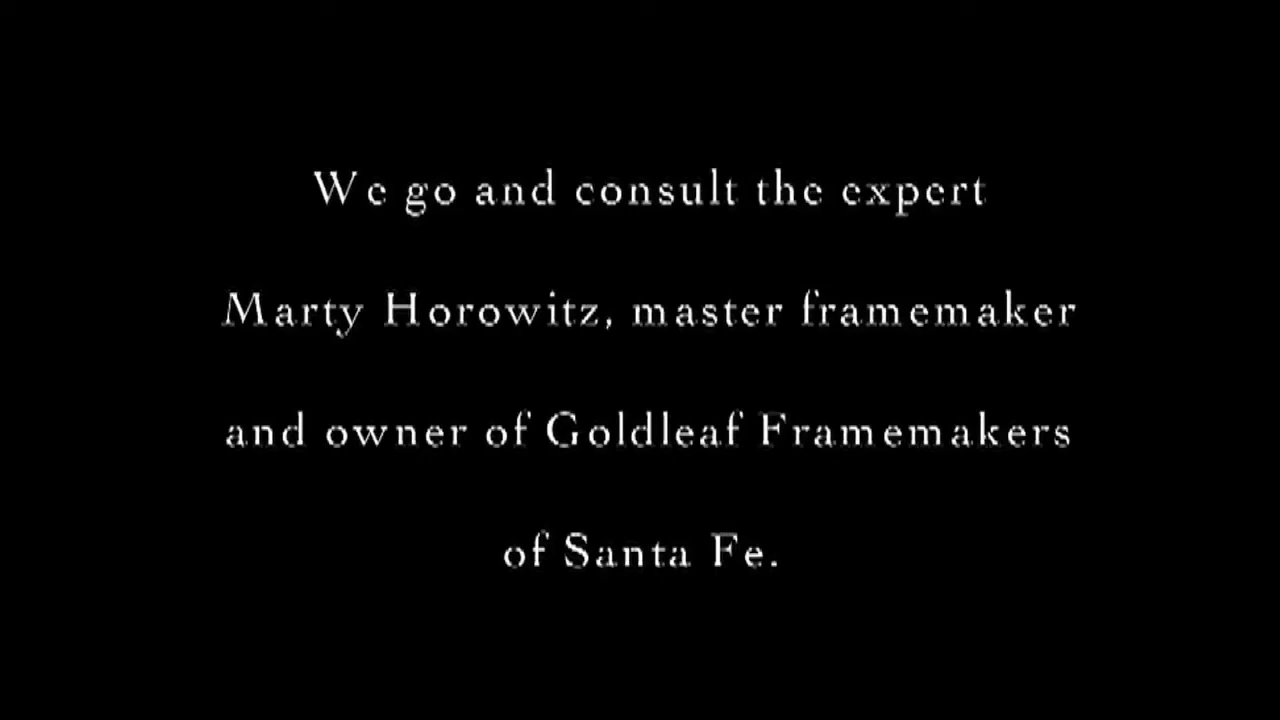 We go and consult the expert
Marty Horowitz, master framemaker
and owner of Goldleaf Framemakers
of Santa Fe.